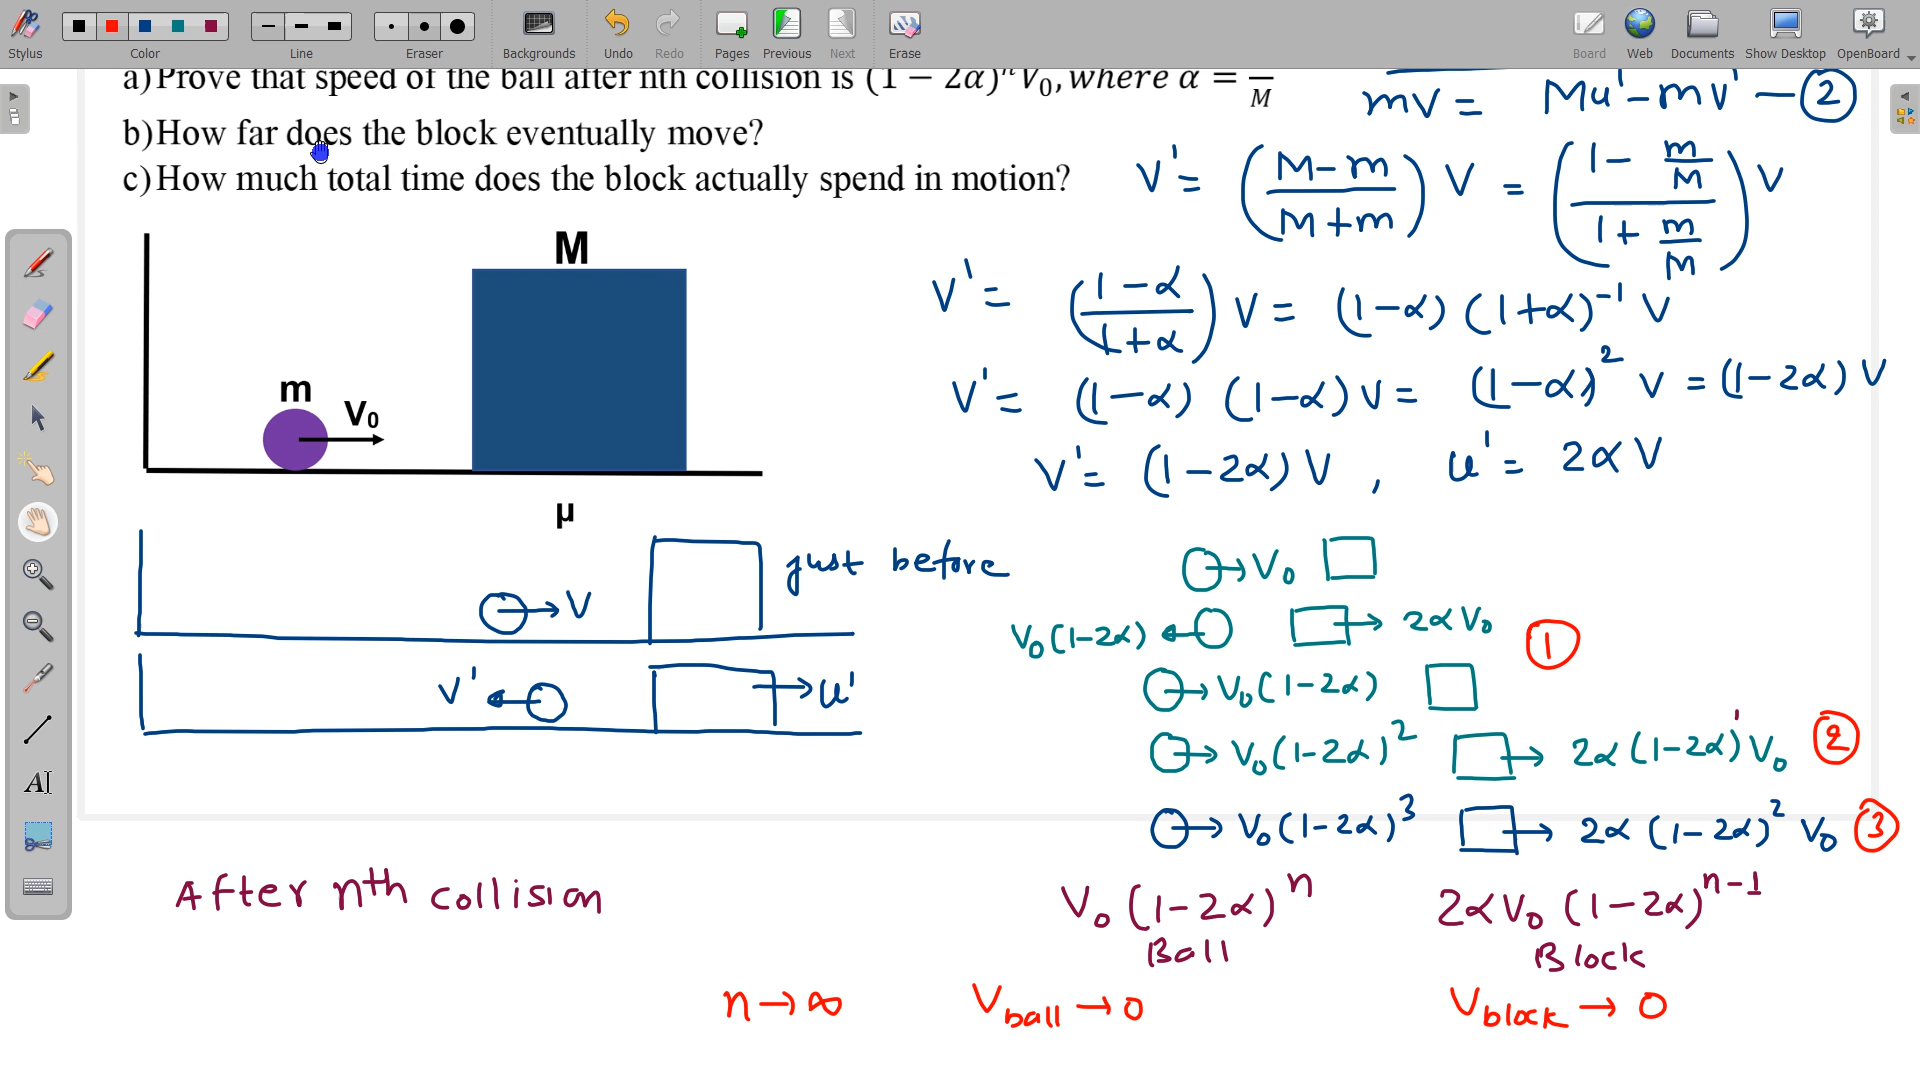 Stylus Color Line Eraser Backgrounds Undo Redo Pages Previous Next Erase Board Web Documents Show Desktop OpenBoard
a) Prove that speed of the ball after nth collision is (1 − 2α)ⁿV₀, where α = /M
b) How far does the block eventually move?
c) How much total time does the block actually spend in motion?
mv = Mu' − mv' — ②
v' = ((M−m)/(M+m)) v = ((1 − m/M)/(1 + m/M)) v
v' = ((1−α)/(1+α)) v = (1−α) (1+α)⁻¹ v
v' = (1−α) (1−α) v = (1−α)² v = (1−2α) v
v' = (1−2α) v , u' = 2αv
M
m
V₀
μ
just before
v
v' u'
→ V₀
V₀(1−2α) ← → 2αV₀ ①
→ V₀(1−2α)
→ V₀(1−2α)² → 2α(1−2α)¹V₀ ②
→ V₀(1−2α)³ → 2α(1−2α)² V₀ ③
After nth collision V₀(1−2α)ⁿ 2αV₀(1−2α)ⁿ⁻¹
Ball Block
n → ∞ V ball → 0 V block → 0